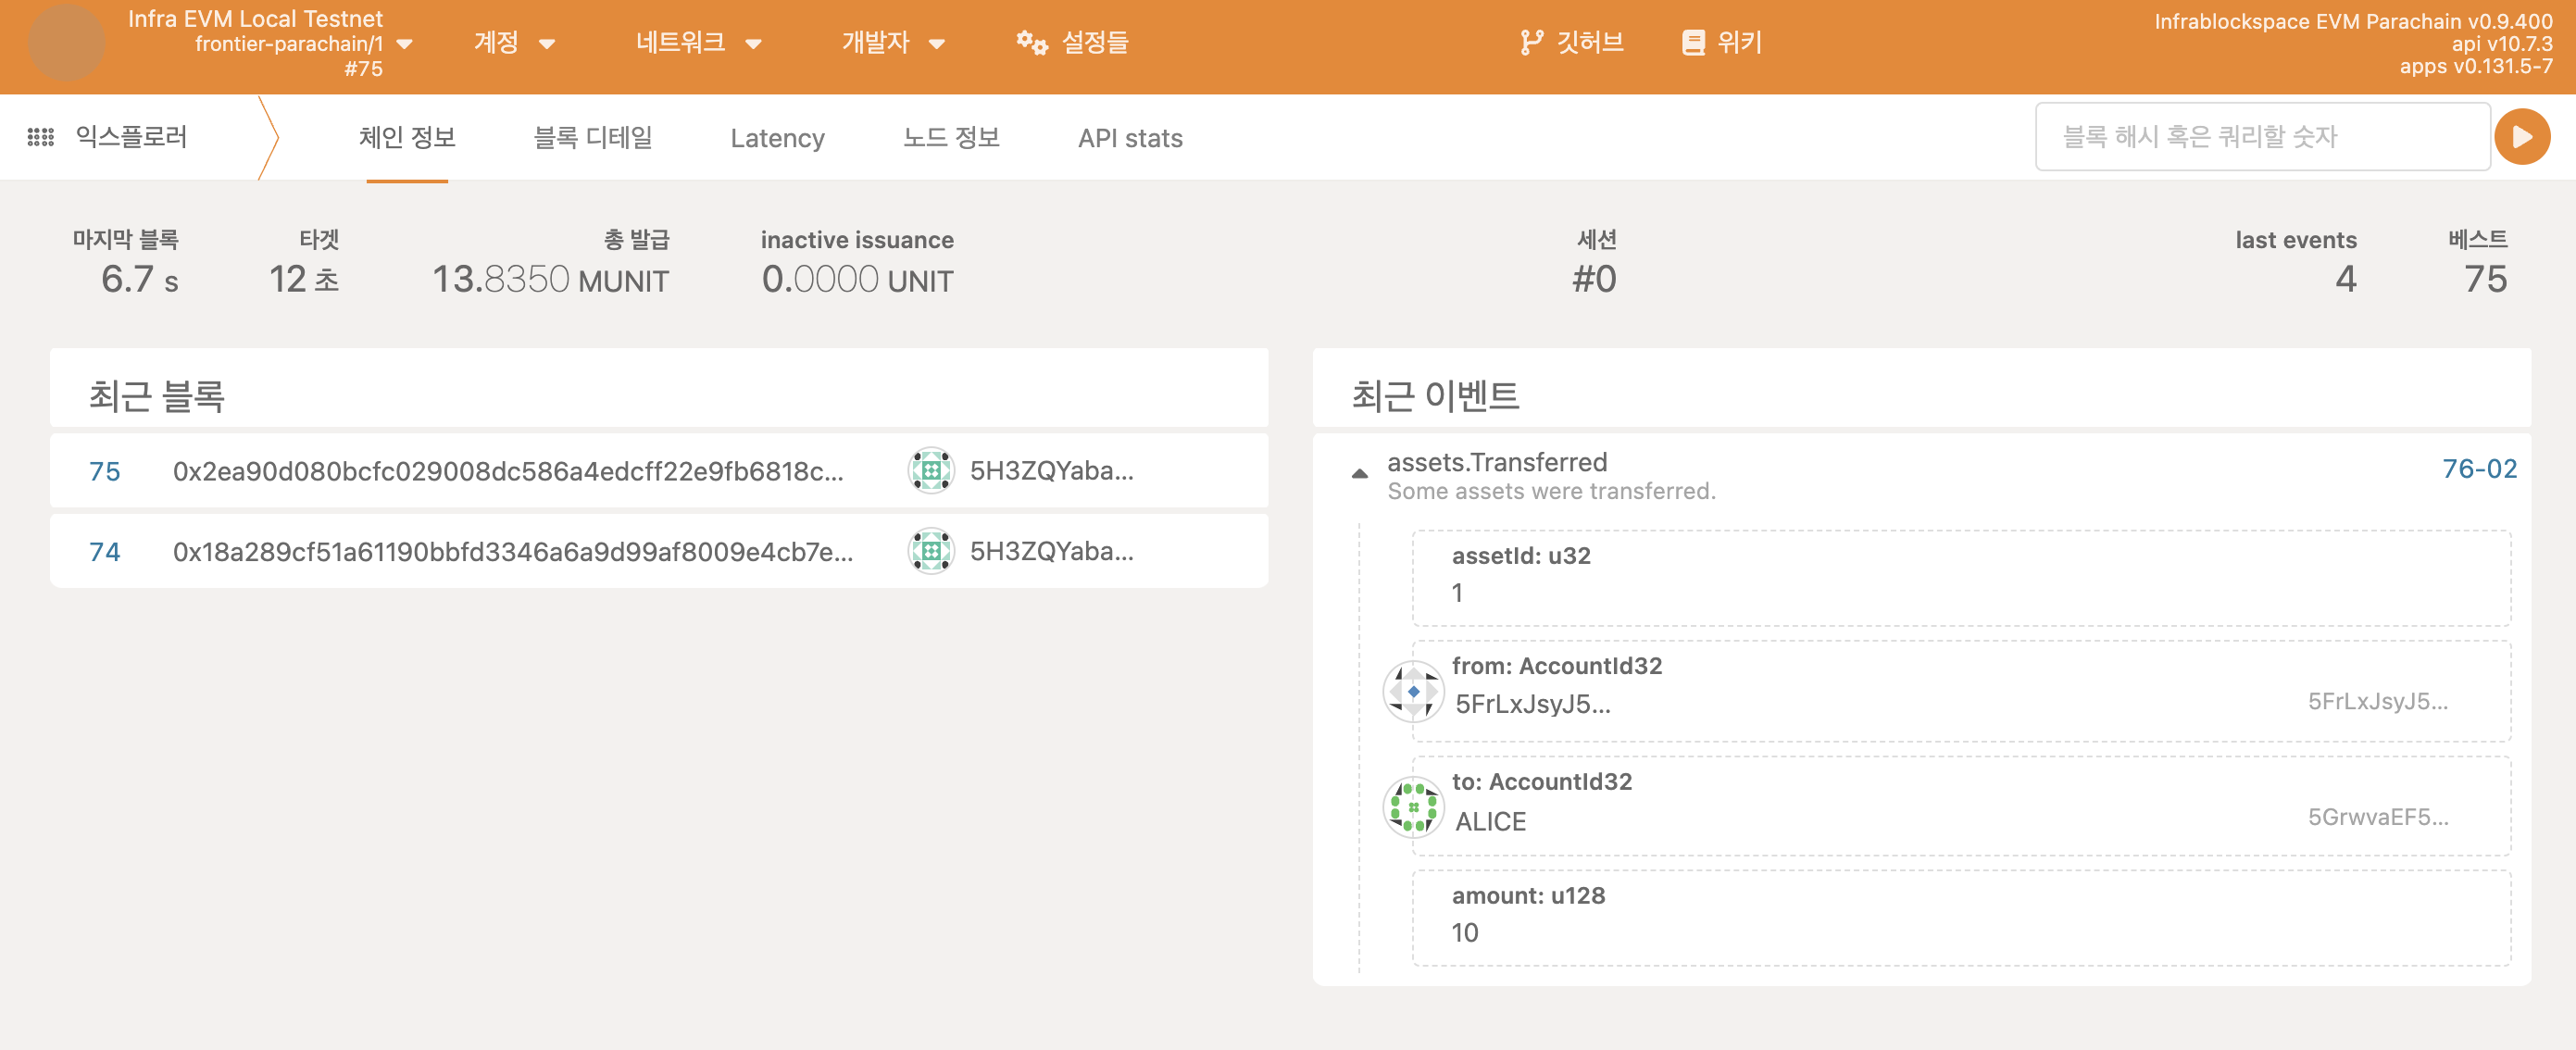 Infra EVM Local Testnet
frontier-parachain/1
#75
계정
네트워크
개발자
설정들
깃허브
위키
Infrablockspace EVM Parachain v0.9.400
api v10.7.3
apps v0.131.5-7
익스플로러
체인 정보
블록 디테일
Latency
노드 정보
API stats
블록 해시 혹은 쿼리할 숫자
마지막 블록
6.7 s
타겟
12 초
총 발급
13.8350 MUNIT
inactive issuance
0.0000 UNIT
세션
#0
last events
4
베스트
75
최근 블록
75 0x2ea90d080bcfc029008dc586a4edcff22e9fb6818c... 5H3ZQYaba...
74 0x18a289cf51a61190bbfd3346a6a9d99af8009e4cb7e... 5H3ZQYaba...
최근 이벤트
assets.Transferred
Some assets were transferred.
76-02
assetId: u32
1
from: AccountId32
5FrLxJsyJ5... 5FrLxJsyJ5...
to: AccountId32
ALICE 5GrwvaEF5...
amount: u128
10